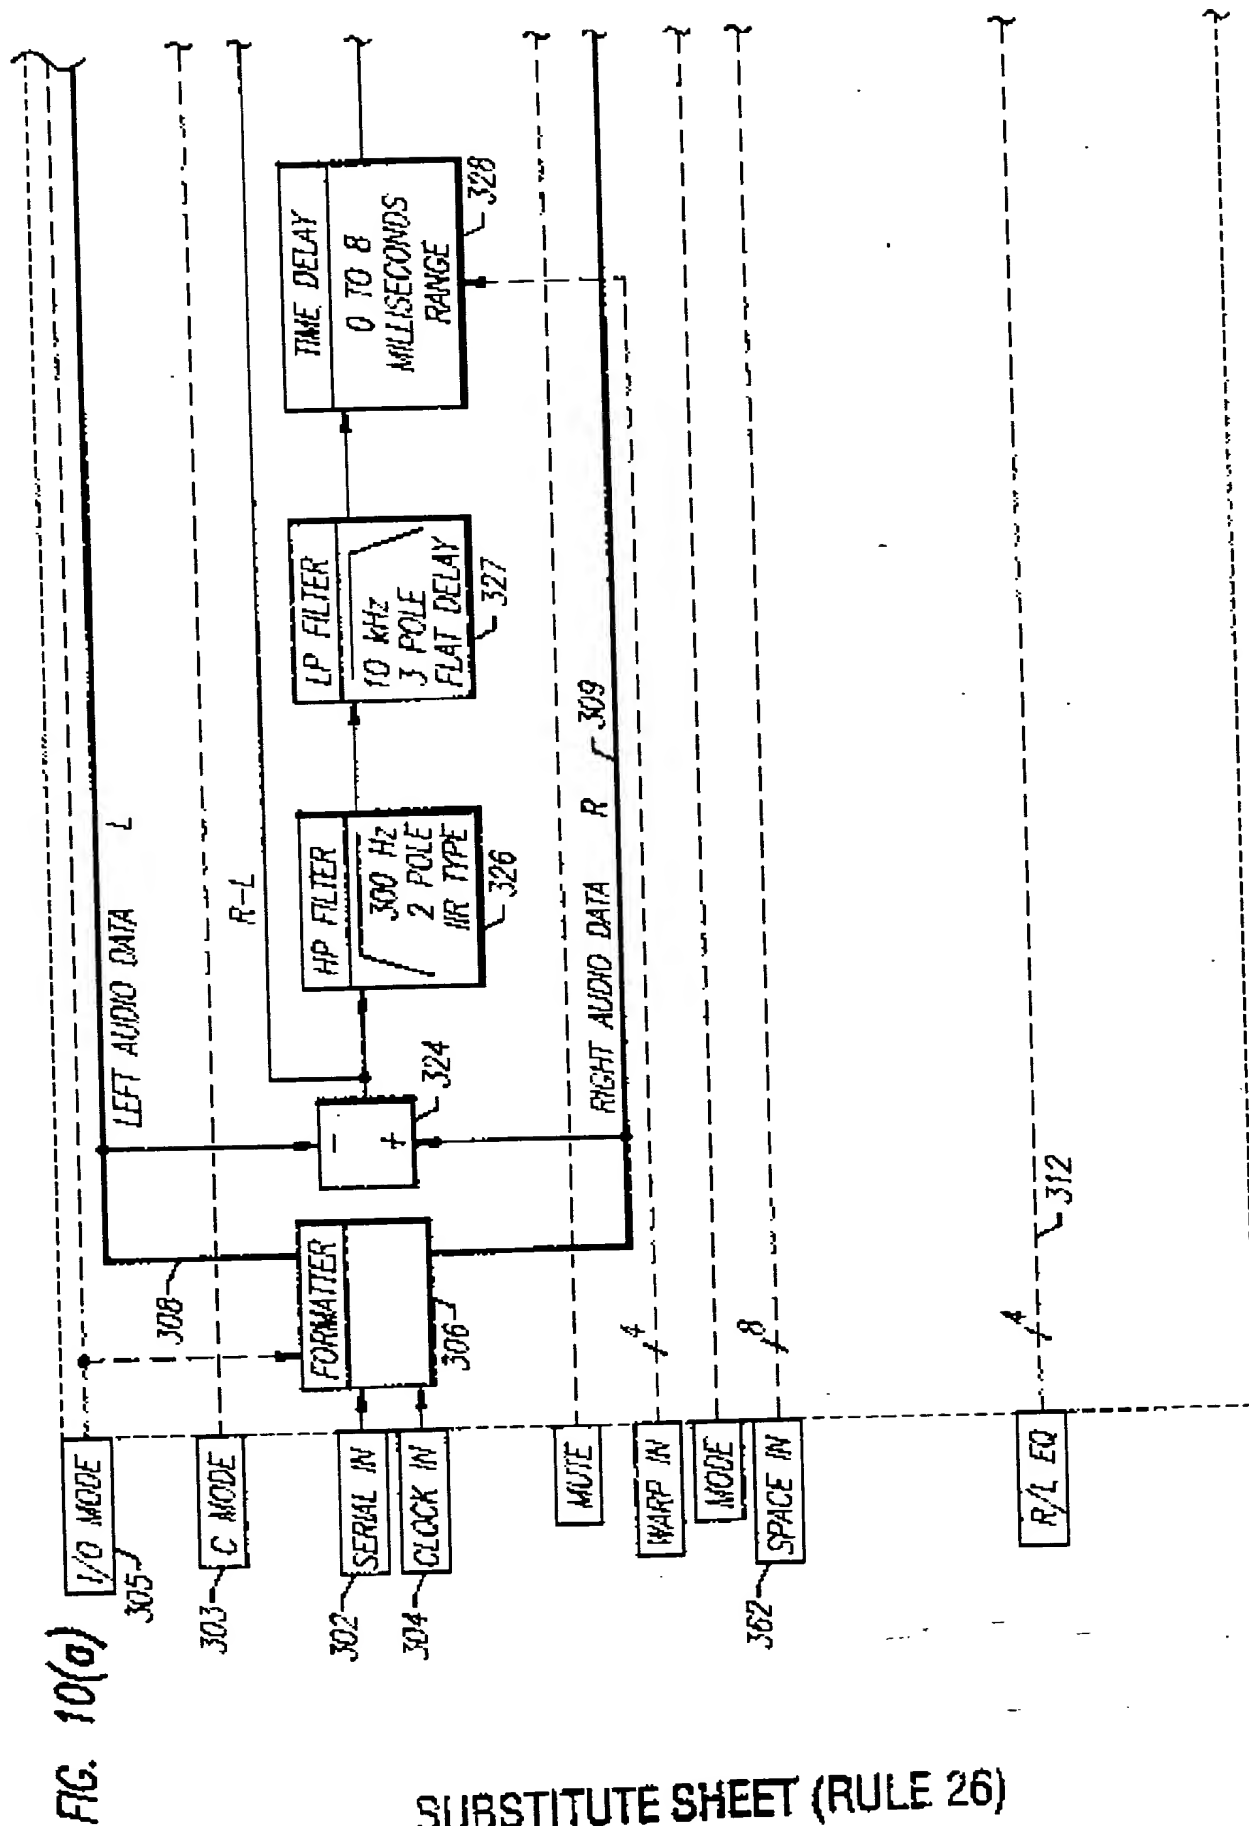 FIG. 10(a)
I/O MODE
305
C MODE
303
SERIAL IN
302
CLOCK IN
304
MUTE
WARP IN
MODE
SPACE IN
362
R/L EQ
308
FORMATTER
306
4
8
4
312
LEFT AUDIO DATA L
R-L
-
+
324
RIGHT AUDIO DATA R
309
HP FILTER
300 Hz
2 POLE
IIR TYPE
326
LP FILTER
10 kHz
3 POLE
FLAT DELAY
327
TIME DELAY
0 TO 8
MILLISECONDS
RANGE
328
SUBSTITUTE SHEET (RULE 26)